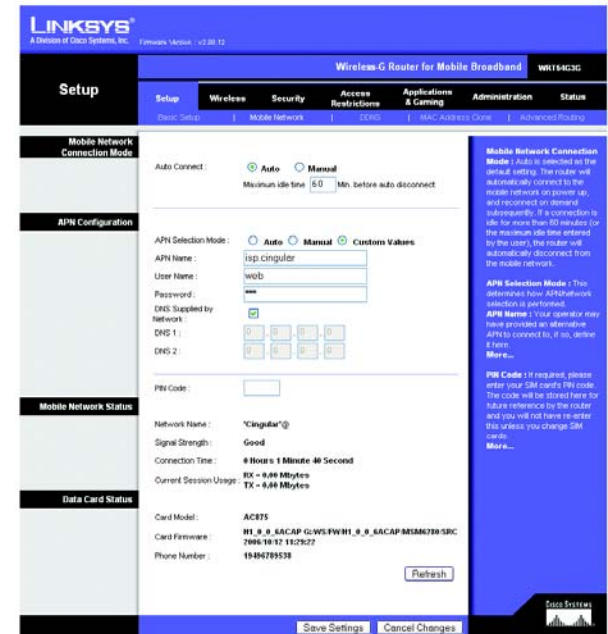 LINKSYS®
A Division of Cisco Systems, Inc.
Firmware Version : v2.00.12
Wireless-G Router for Mobile Broadband WRT54G3G
Setup
Setup Wireless Security Access Restrictions Applications & Gaming Administration Status
Basic Setup | Mobile Network | DDNS | MAC Address Clone | Advanced Routing
Mobile Network
Connection Mode
Auto Connect : Auto Manual
Maximum idle time 60 Min. before auto disconnect
APN Configuration
APN Selection Mode : Auto Manual Custom Values
APN Name : isp.cingular
User Name : web
Password : •••
DNS Supplied by
Network :
DNS 1 : 0 . 0 . 0 . 0
DNS 2 : 0 . 0 . 0 . 0
PIN Code :
Mobile Network Status
Network Name : "Cingular"@
Signal Strength : Good
Connection Time : 0 Hours 1 Minute 40 Second
Current Session Usage : RX = 0.00 Mbytes
TX = 0.00 Mbytes
Data Card Status
Card Model : AC875
Card Firmware : H1_0_0_6ACAP G:/WS/FW/H1_0_0_6ACAP/MSM6280/SRC
2006/10/12 11:29:22
Phone Number : 19496789538
Refresh
Save Settings Cancel Changes
Mobile Network Connection
Mode : Auto is selected as the
default setting. The router will
automatically connect to the
mobile network on power up,
and reconnect on demand
subsequently. If a connection is
idle for more than 60 minutes (or
the maximum idle time entered
by the user), the router will
automatically disconnect from
the mobile network.
APN Selection Mode : This
determines how APN/network
selection is performed.
APN Name : Your operator may
have provided an alternative
APN to connect to, if so, define
it here.
More...
PIN Code : If required, please
enter your SIM card's PIN code.
The code will be stored here for
future reference by the router
and you will not have re-enter
this unless you change SIM
cards.
More...
CISCO SYSTEMS